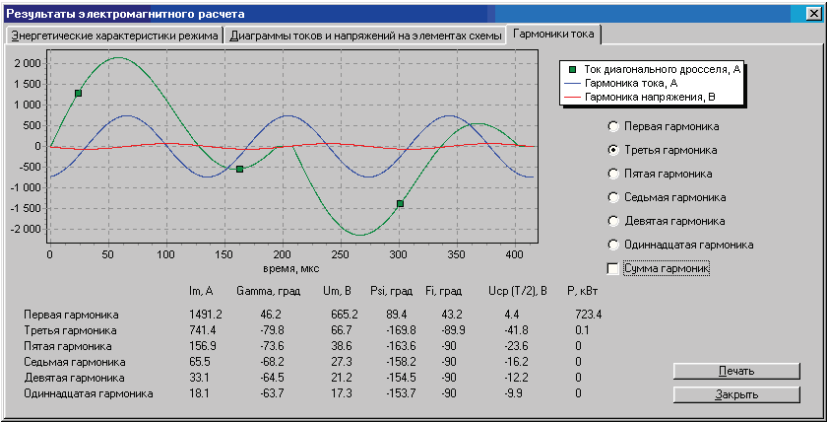 Результаты электромагнитного расчета
Энергетические характеристики режима Диаграммы токов и напряжений на элементах схемы Гармоники тока
2 000
1 500
1 000
500
0
-500
-1 000
-1 500
-2 000
0 50 100 150 200 250 300 350 400
время, мкс
Ток диагонального дросселя, А
Гармоника тока, А
Гармоника напряжения, В
Первая гармоника
Третья гармоника
Пятая гармоника
Седьмая гармоника
Девятая гармоника
Одиннадцатая гармоника
Сумма гармоник
Im, А Gamma, град Um, В Psi, град Fi, град Uср (T/2), В P, кВт
Первая гармоника 1491.2 46.2 665.2 89.4 43.2 4.4 723.4
Третья гармоника 741.4 -79.8 66.7 -169.8 -89.9 -41.8 0.1
Пятая гармоника 156.9 -73.6 38.6 -163.6 -90 -23.6 0
Седьмая гармоника 65.5 -68.2 27.3 -158.2 -90 -16.2 0
Девятая гармоника 33.1 -64.5 21.2 -154.5 -90 -12.2 0
Одиннадцатая гармоника 18.1 -63.7 17.3 -153.7 -90 -9.9 0
Печать
Закрыть